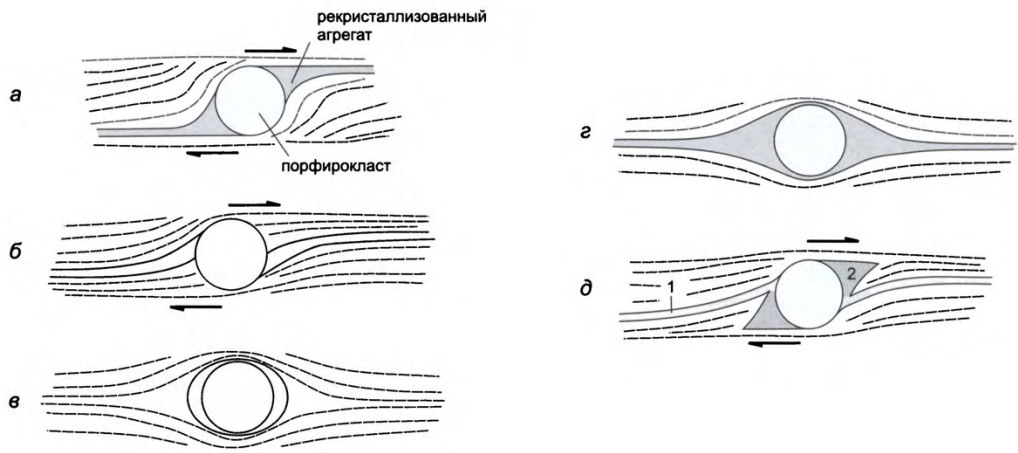 рекристаллизованный
агрегат
а
порфирокласт
б
в
г
д
1
2